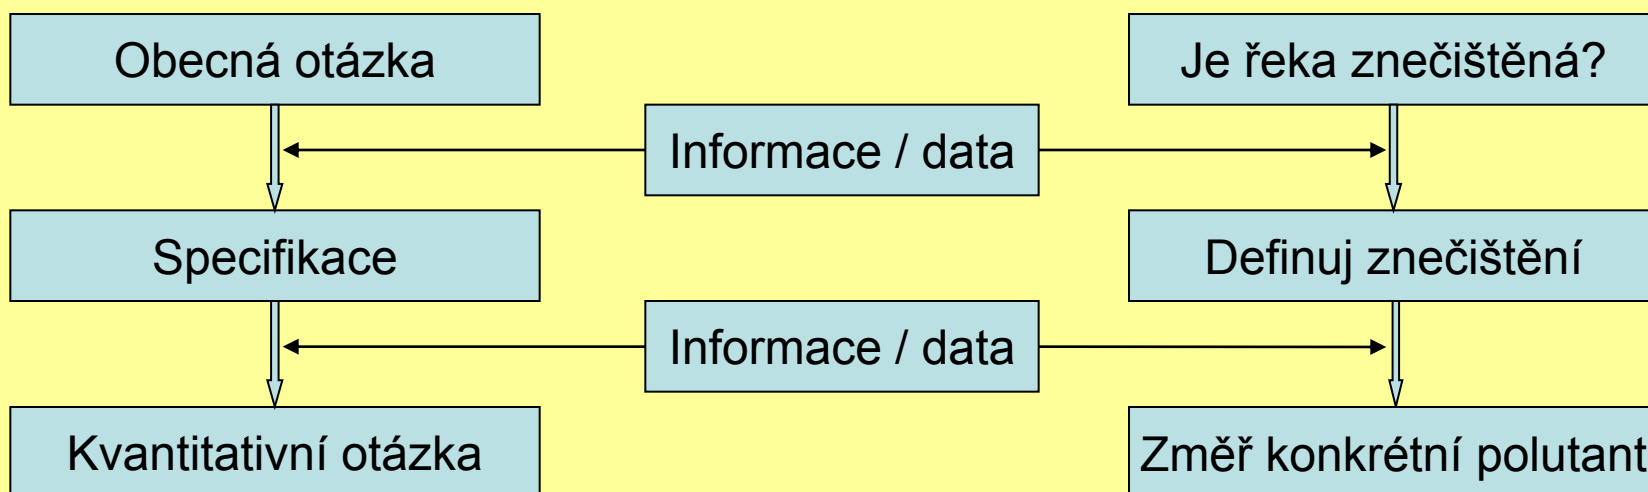 Obecná otázka
Je řeka znečištěná?
Informace / data
Specifikace
Definuj znečištění
Informace / data
Kvantitativní otázka
Změř konkrétní polutant